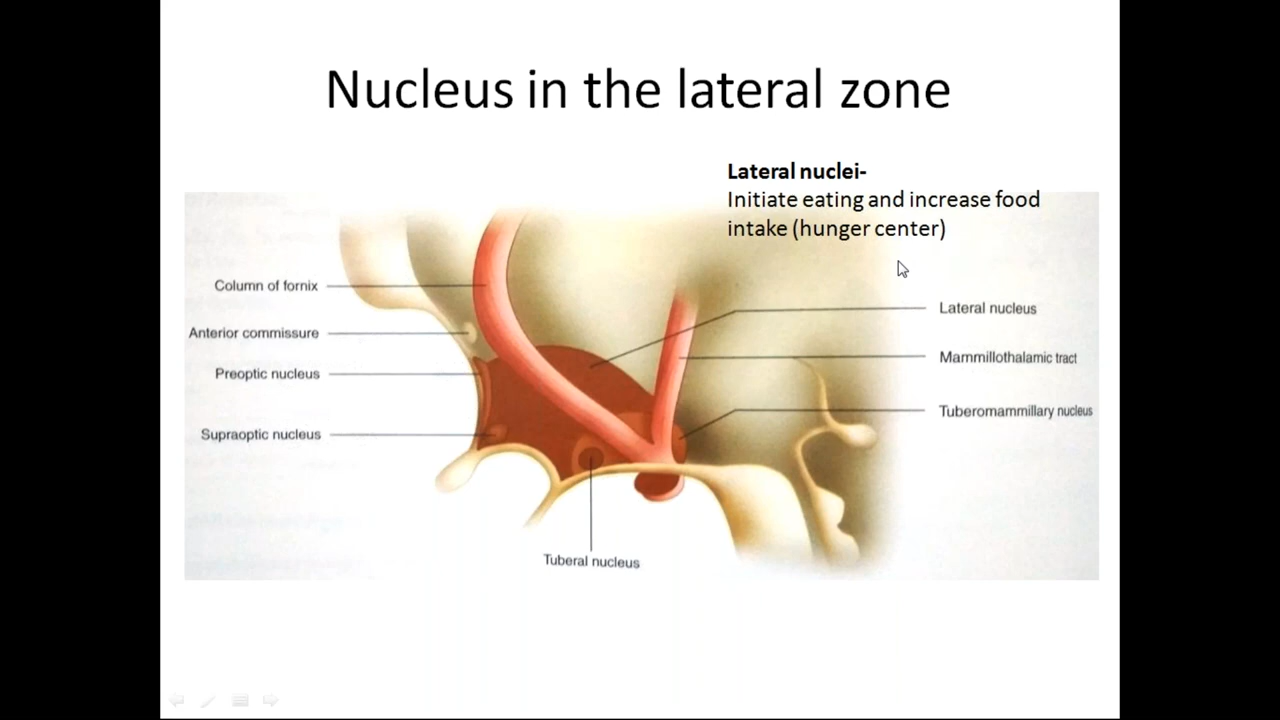 Nucleus in the lateral zone
Lateral nuclei-
Initiate eating and increase food
intake (hunger center)
Column of fornix
Anterior commissure
Preoptic nucleus
Supraoptic nucleus
Lateral nucleus
Mammillothalamic tract
Tuberomammillary nucleus
Tuberal nucleus